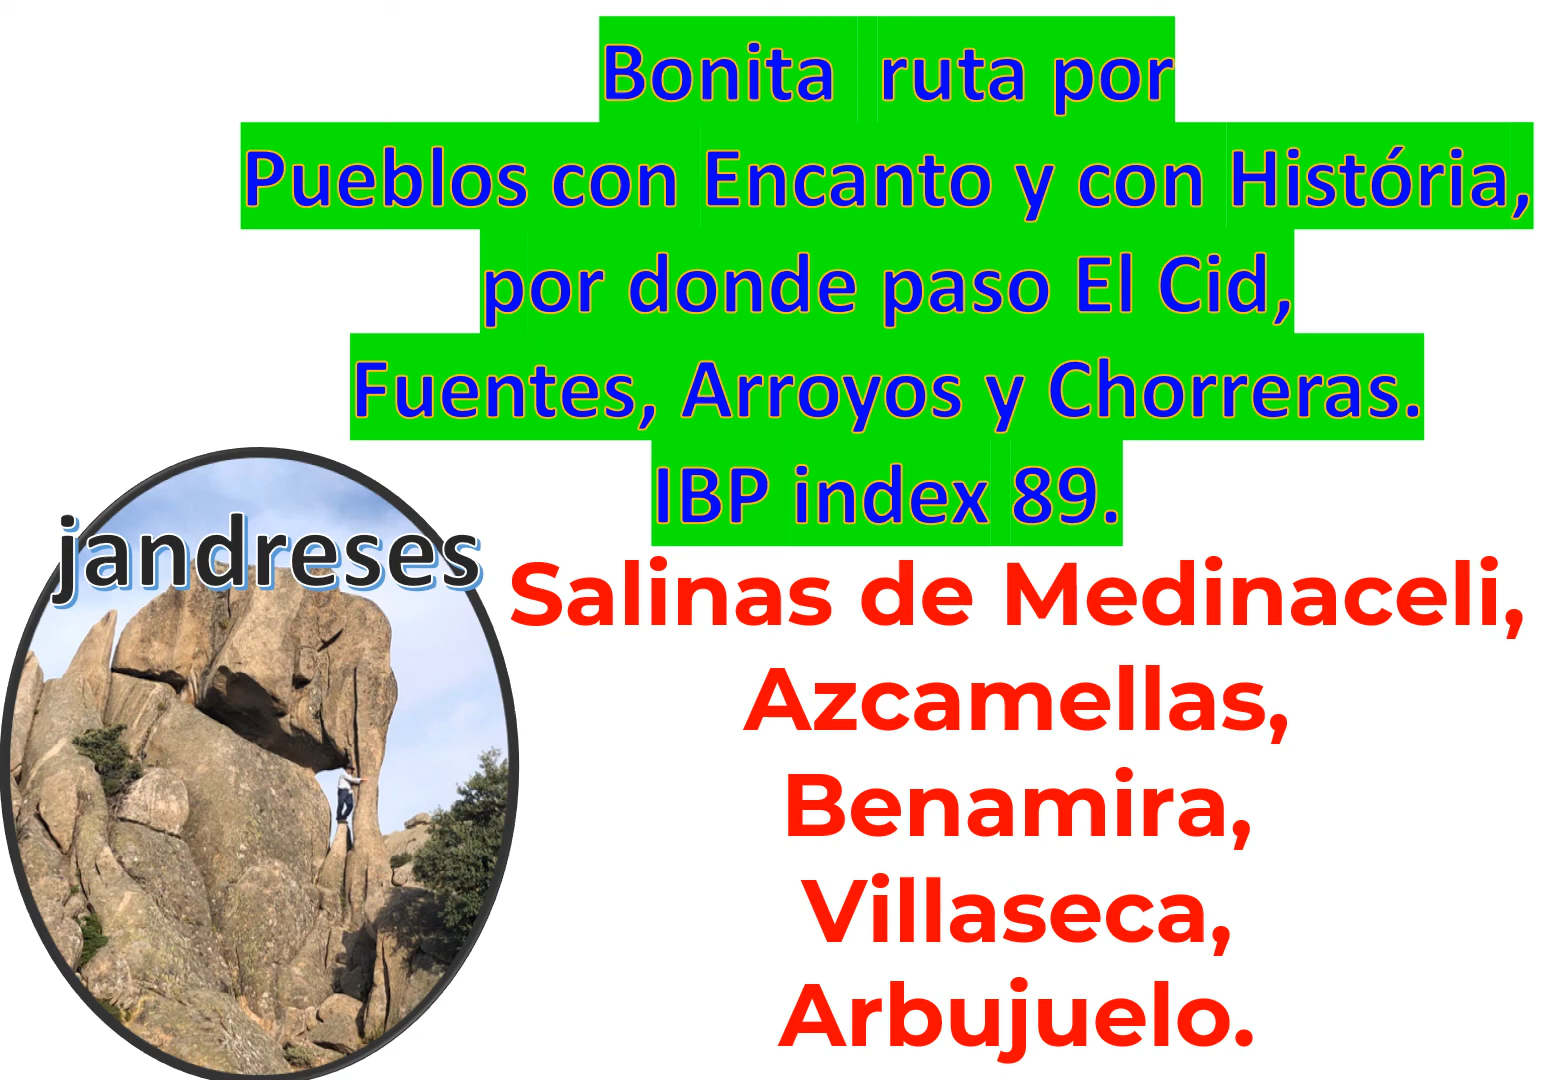 Bonita ruta por
Pueblos con Encanto y con História,
por donde paso El Cid,
Fuentes, Arroyos y Chorreras.
IBP index 89.
jandreses
Salinas de Medinaceli,
Azcamellas,
Benamira,
Villaseca,
Arbujuelo.